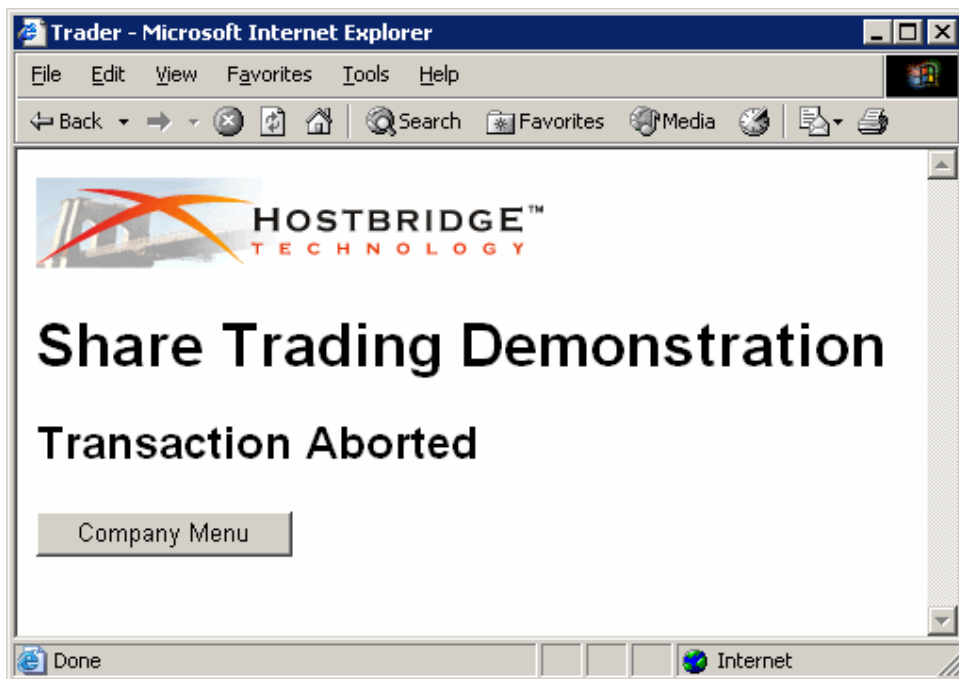 Trader - Microsoft Internet Explorer
File Edit View Favorites Tools Help
Back Search Favorites Media
HOSTBRIDGE™
TECHNOLOGY
Share Trading Demonstration
Transaction Aborted
Company Menu
Done Internet